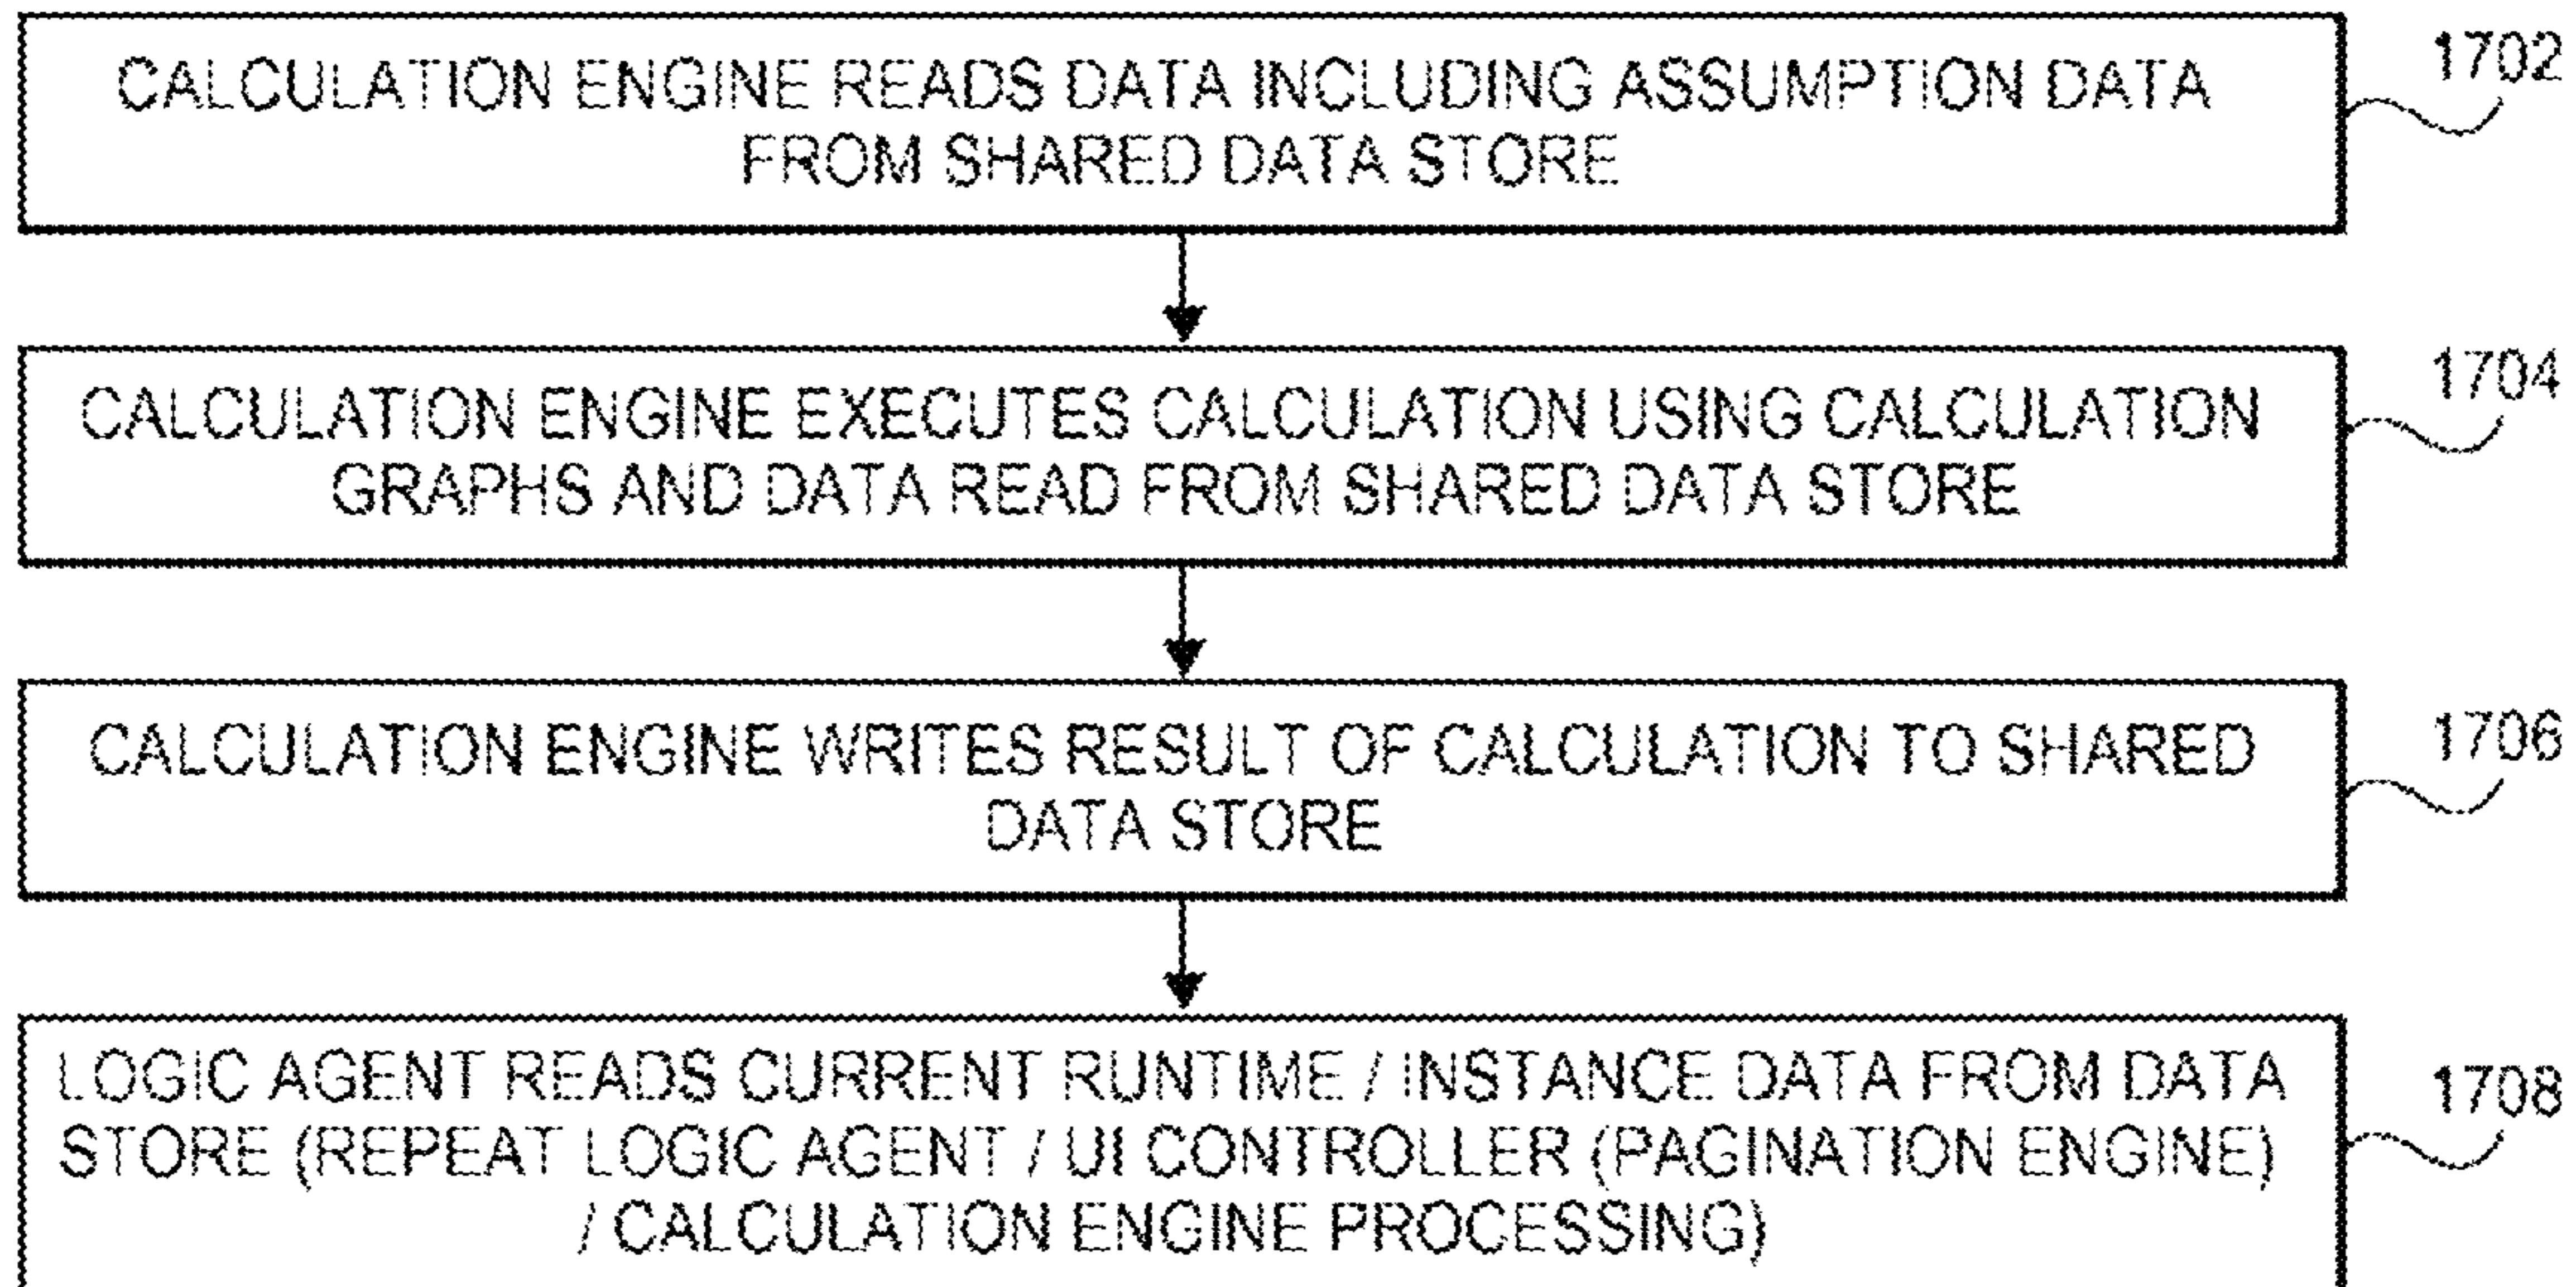 CALCULATION ENGINE READS DATA INCLUDING ASSUMPTION DATA
FROM SHARED DATA STORE
1702
CALCULATION ENGINE EXECUTES CALCULATION USING CALCULATION
GRAPHS AND DATA READ FROM SHARED DATA STORE
1704
CALCULATION ENGINE WRITES RESULT OF CALCULATION TO SHARED
DATA STORE
1706
LOGIC AGENT READS CURRENT RUNTIME / INSTANCE DATA FROM DATA
STORE (REPEAT LOGIC AGENT / UI CONTROLLER (PAGINATION ENGINE)
/ CALCULATION ENGINE PROCESSING)
1708